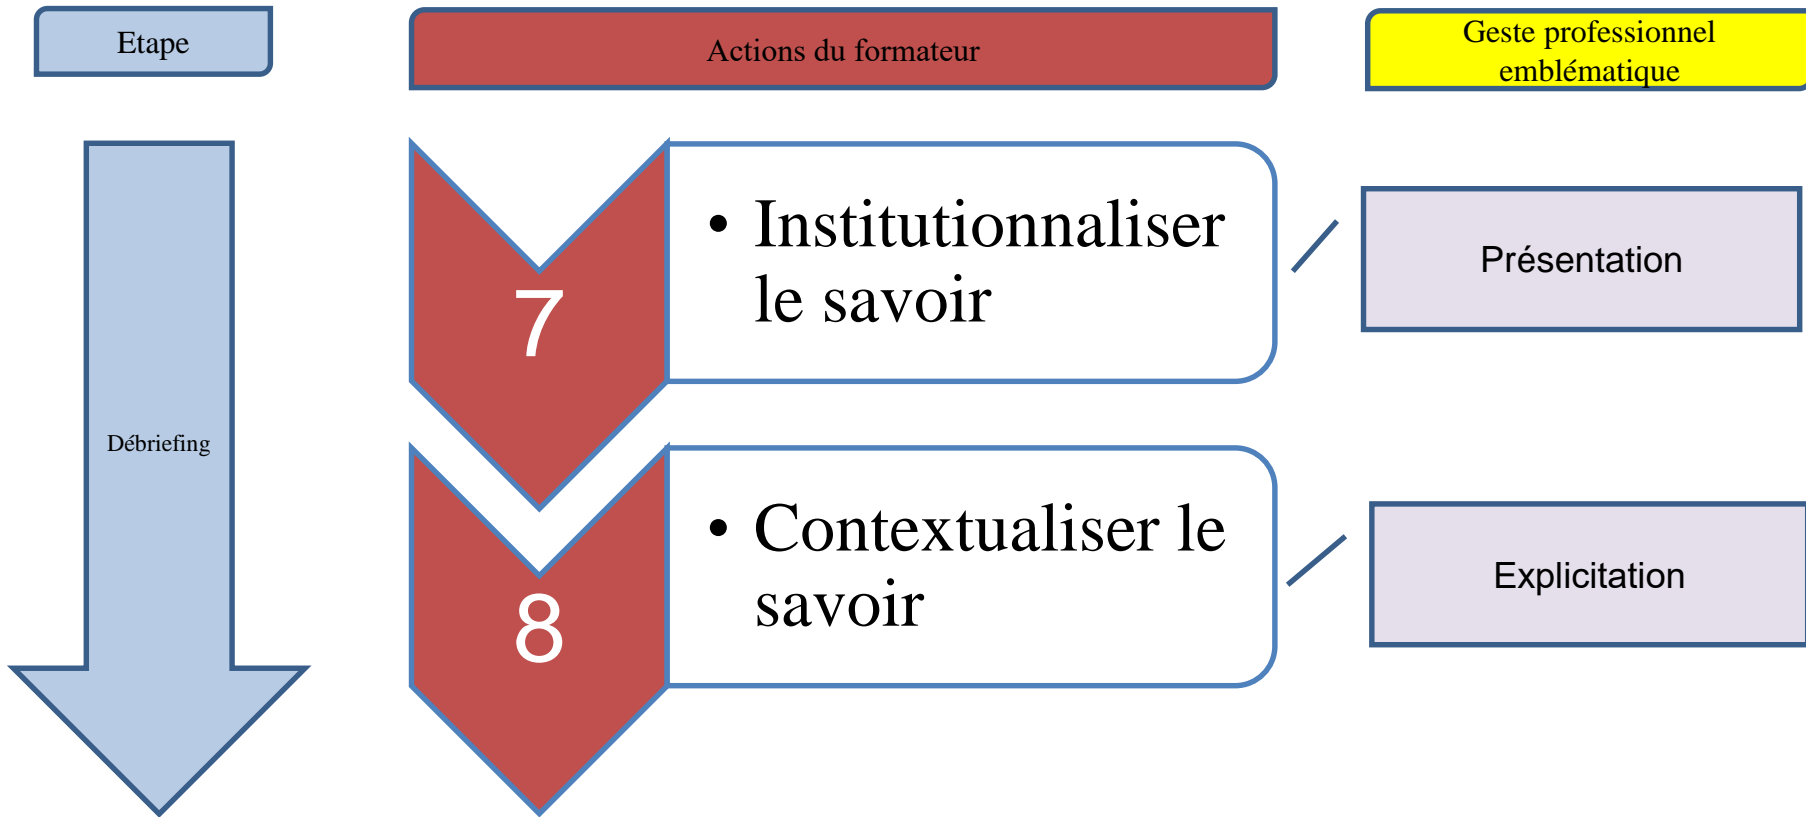 Etape
Actions du formateur
Geste professionnel
emblématique
Débriefing
7
• Institutionnaliser
le savoir
Présentation
8
• Contextualiser le
savoir
Explicitation